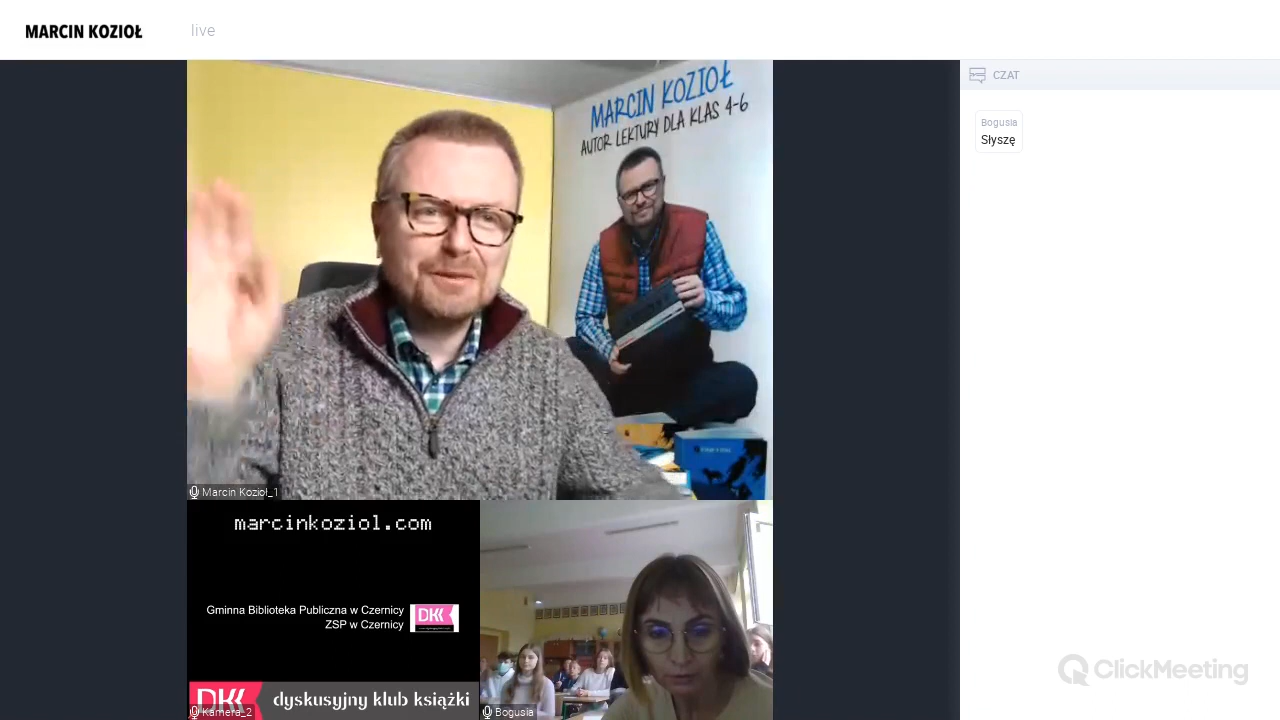 MARCIN KOZIOŁ
live
CZAT
Bogusia
Słyszę
MARCIN KOZIOŁ
AUTOR LEKTURY DLA KLAS 4-6
Marcin Kozioł_1
marcinkoziol.com
Gminna Biblioteka Publiczna w Czernicy
ZSP w Czernicy
DKK
DKK dyskusyjny klub książki
Kamera_2
Bogusia
ClickMeeting